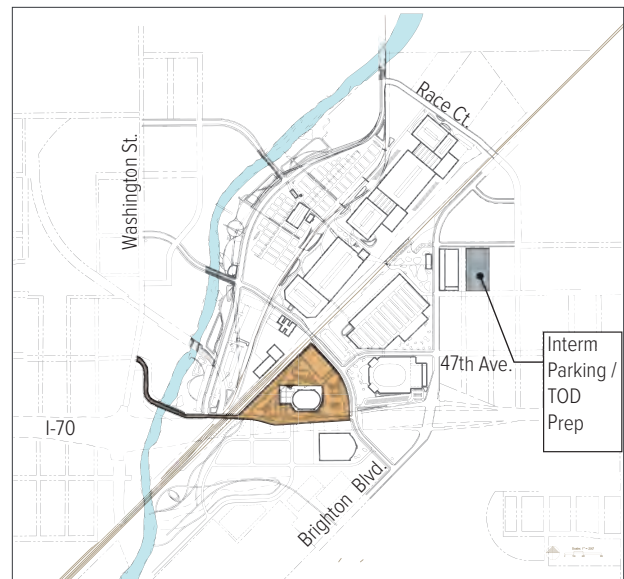 Race Ct.
Washington St.
47th Ave.
Interm
Parking /
TOD
Prep
I-70
Brighton Blvd.